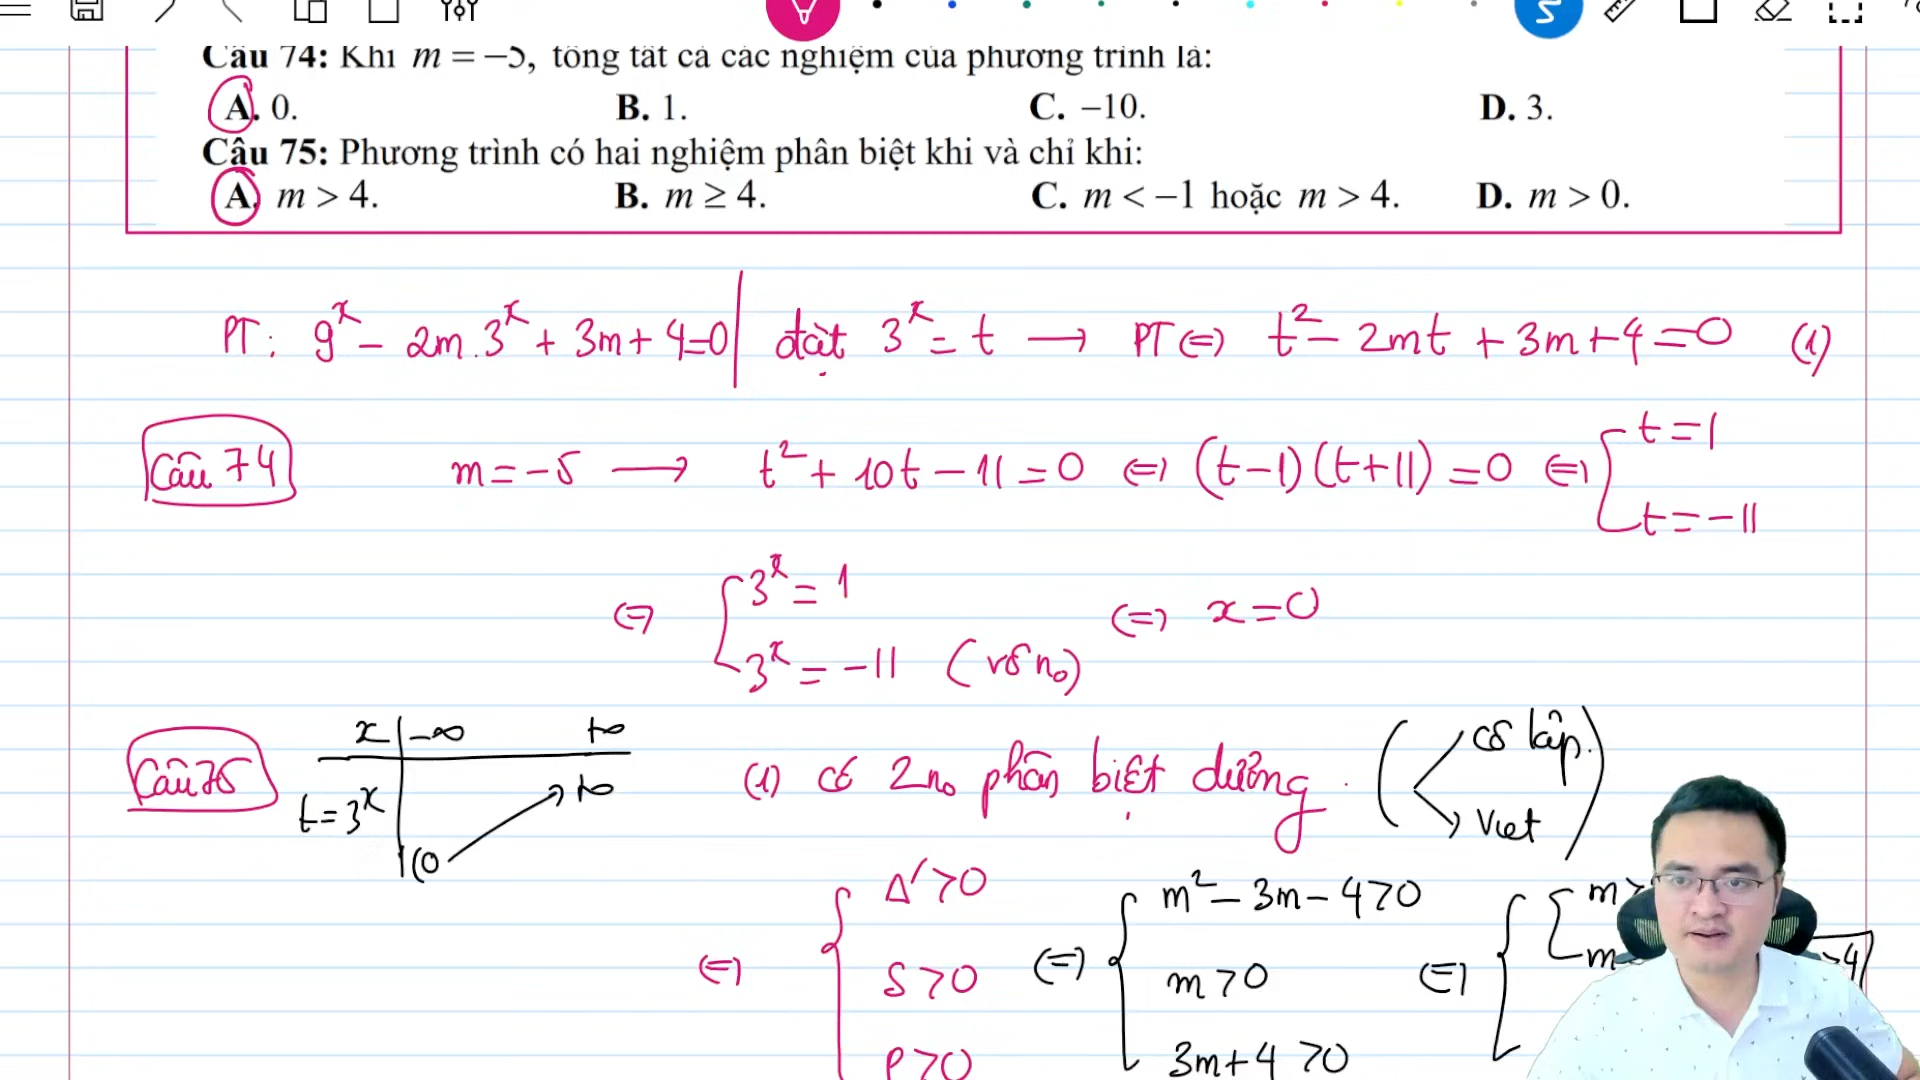 Câu 74: Khi m = −5, tổng tất cả các nghiệm của phương trình là:
A. 0. B. 1. C. −10. D. 3.
Câu 75: Phương trình có hai nghiệm phân biệt khi và chỉ khi:
A. m > 4. B. m ≥ 4. C. m < −1 hoặc m > 4. D. m > 0.
PT: 9^x − 2m.3^x + 3m + 4 = 0 | đặt 3^x = t → PT ⇔ t² − 2mt + 3m + 4 = 0 (1)
Câu 74 m = −5 → t² + 10t − 11 = 0 ⇔ (t−1)(t+11) = 0 ⇔ [ t = 1
t = −11
⇔ [ 3^x = 1
3^x = −11 (vô no) ⇔ x = 0
Câu 75 x | −∞ +∞
t = 3^x | (0 → +∞
(1) có 2 no phân biệt dương. ( cô lập.
Viet )
⇔ { Δ' > 0 ⇔ { m² − 3m − 4 > 0 ⇔ { [ m >
S > 0 m > 0 m
P > 0 3m + 4 > 0